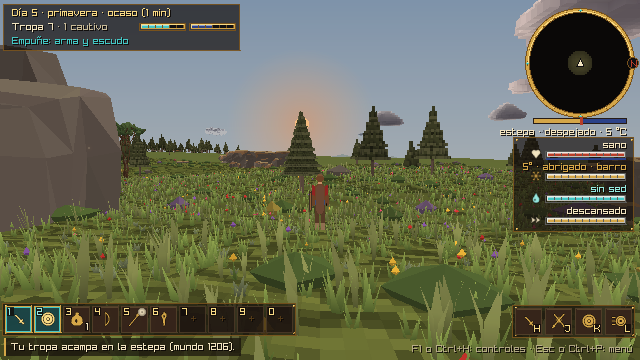 Día 5 · primavera · ocaso (1 min)
Tropa 7 · 1 cautivo
Empuñe: arma y escudo
N
estepa · despejado · 5 °C
sano
5° abrigado · barro
sin sed
descansado
1 2 3 1 4 5 6 7 8 9 0
H J K L
Tu tropa acampa en la estepa (mundo 1206).
F1 o Ctrl+H: controles · Esc o Ctrl+P: menú